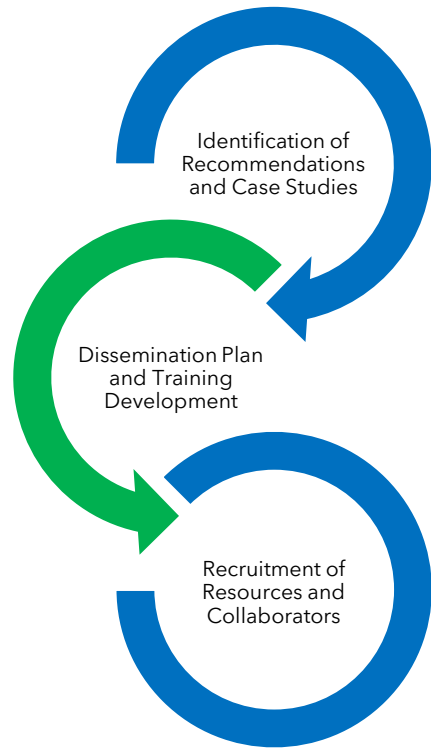 Identification of
Recommendations
and Case Studies
Dissemination Plan
and Training
Development
Recruitment of
Resources and
Collaborators